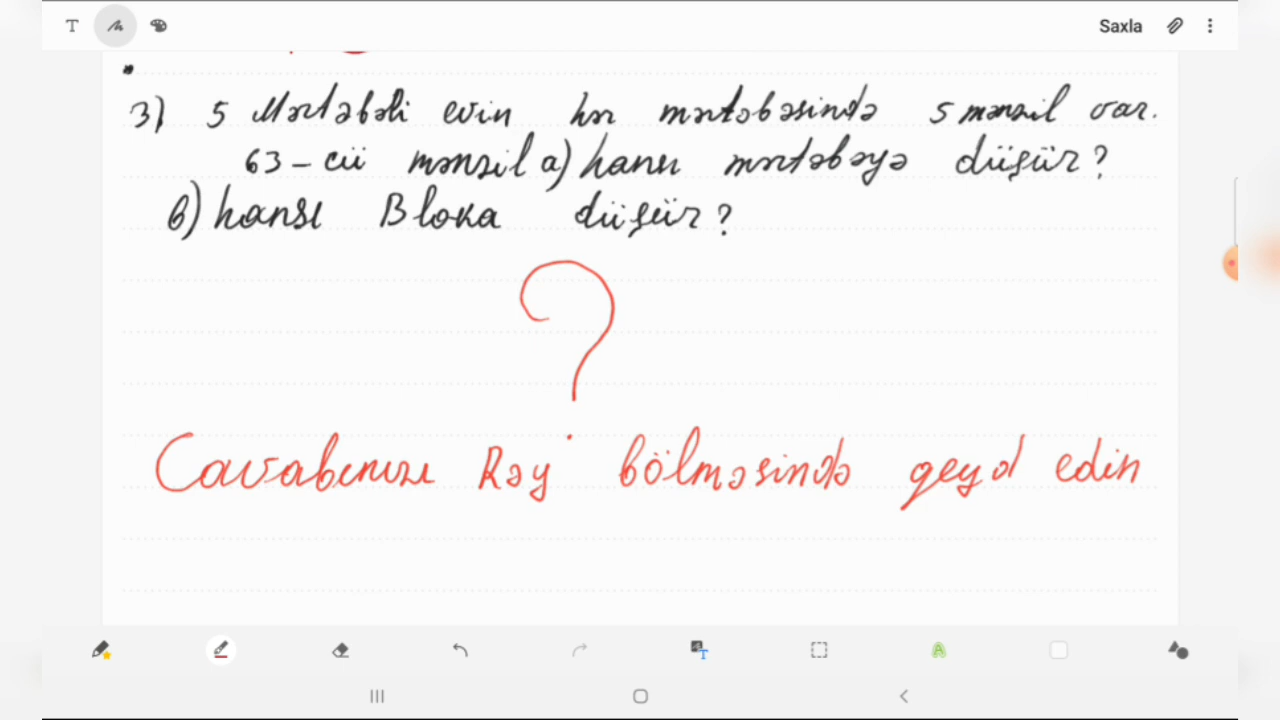 T Saxla
3) 5 Mərtəbəli evin hər mərtəbəsində 5 mənzil var.
63-cü mənzil a) hansı mərtəbəyə düşür?
b) hansı Bloka düşür?
?
Cavabınızı Rəy bölməsində qeyd edin